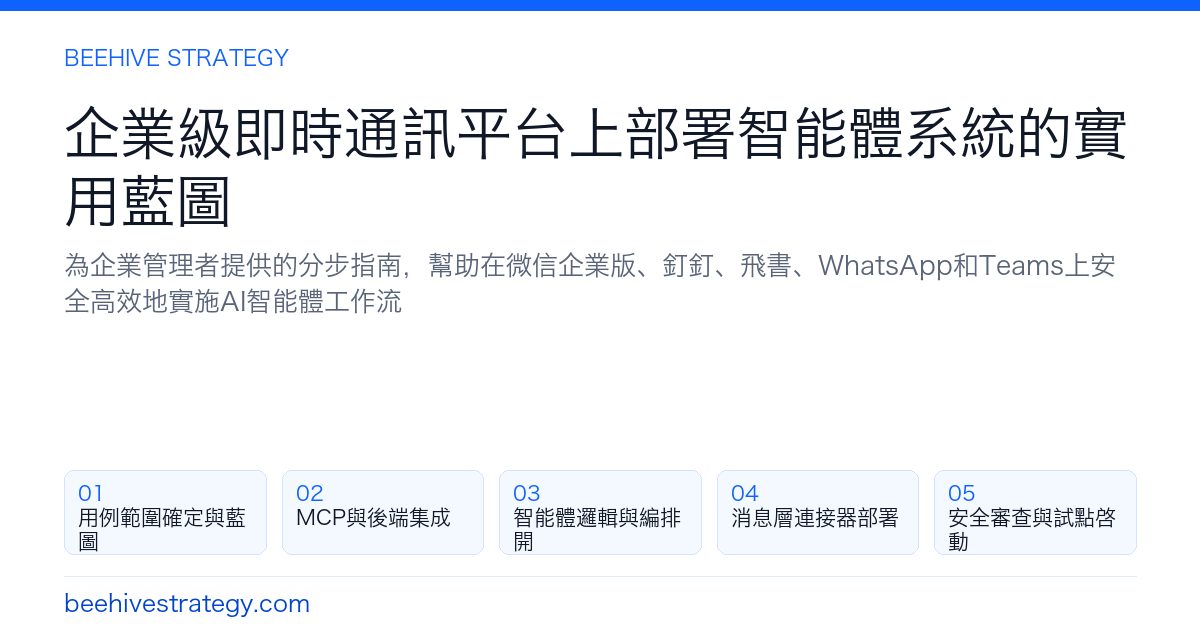 BEEHIVE STRATEGY
企業級即時通訊平台上部署智能體系統的實
用藍圖
為企業管理者提供的分步指南，幫助在微信企業版、釘釘、飛書、WhatsApp和Teams上安
全高效地實施AI智能體工作流
01
用例範圍確定與藍
圖
02
MCP與後端集成
03
智能體邏輯與編排
開
04
消息層連接器部署
05
安全審查與試點啓
動
beehivestrategy.com